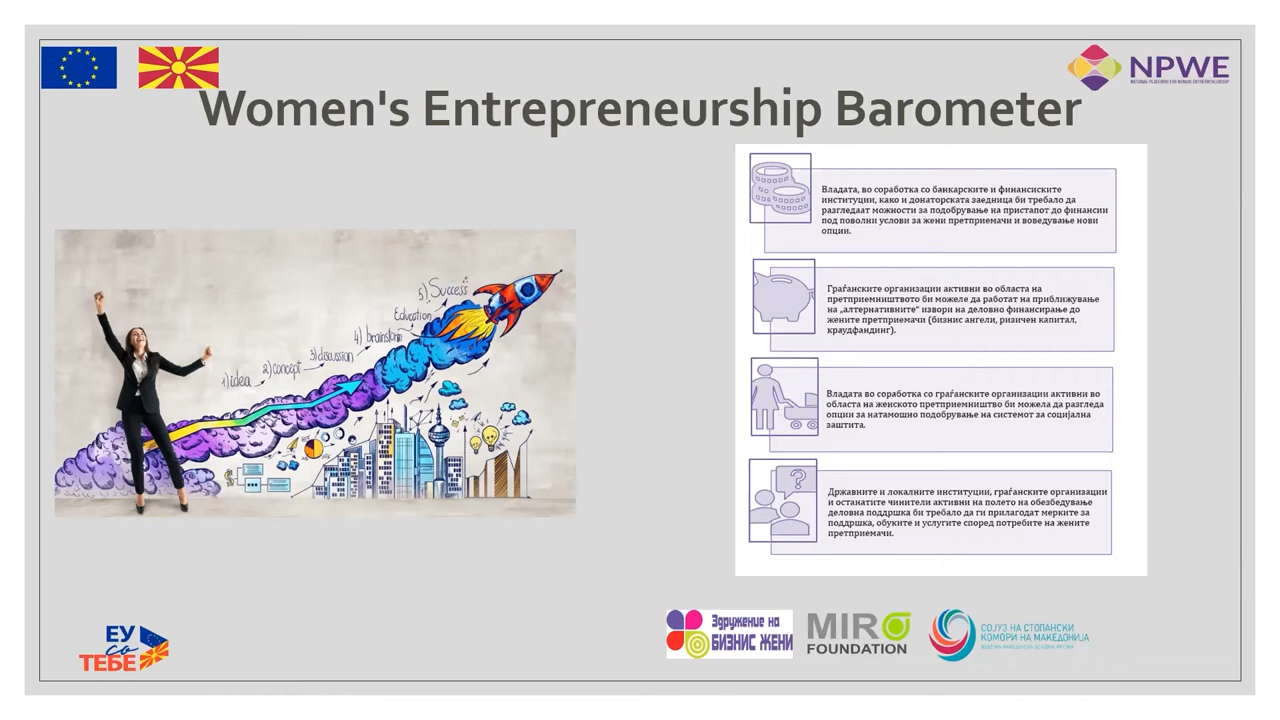 NPWE
NATIONAL PLATFORM FOR WOMEN ENTREPRENEURSHIP
Women's Entrepreneurship Barometer
Владата, во соработка со банкарските и финансиските
институции, како и донаторската заедница би требало да
разгледаат можности за подобрување на пристапот до финансии
под поволни услови за жени претприемачи и воведување нови
опции.
Граѓанските организации активни во областа на
претприемништвото би можеле да работат на приближување
на „алтернативните“ извори на деловно финансирање до
жените претприемачи (бизнис ангели, ризичен капитал,
краудфандинг).
Владата во соработка со граѓанските организации активни во
областа на женското претприемништво би можела да разгледа
опции за натамошно подобрување на системот за социјална
заштита.
Државните и локалните институции, граѓанските организации
и останатите чинители активни на полето на обезбедување
деловна поддршка би требало да ги прилагодат мерките за
поддршка, обуките и услугите според потребите на жените
претприемачи.
5) Success
Education
4) brainstorm
3) discussion
2) concept
1) idea
ЕУ
со
ТЕБЕ
Здружение на
БИЗНИС ЖЕНИ
MIR
FOUNDATION
СОЈУЗ НА СТОПАНСКИ
КОМОРИ НА МАКЕДОНИЈА